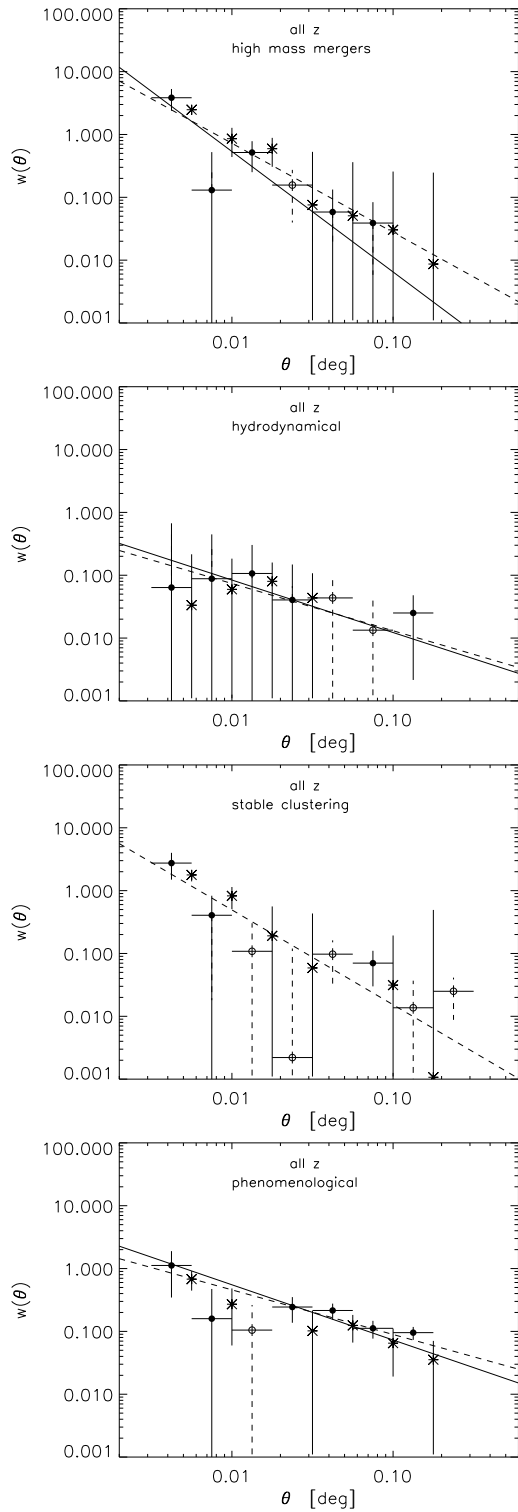 all z
high mass mergers
100.000
10.000
1.000
0.100
0.010
0.001
w(θ)
0.01 0.10
θ [deg]
all z
hydrodynamical
100.000
10.000
1.000
0.100
0.010
0.001
w(θ)
0.01 0.10
θ [deg]
all z
stable clustering
100.000
10.000
1.000
0.100
0.010
0.001
w(θ)
0.01 0.10
θ [deg]
all z
phenomenological
100.000
10.000
1.000
0.100
0.010
0.001
w(θ)
0.01 0.10
θ [deg]